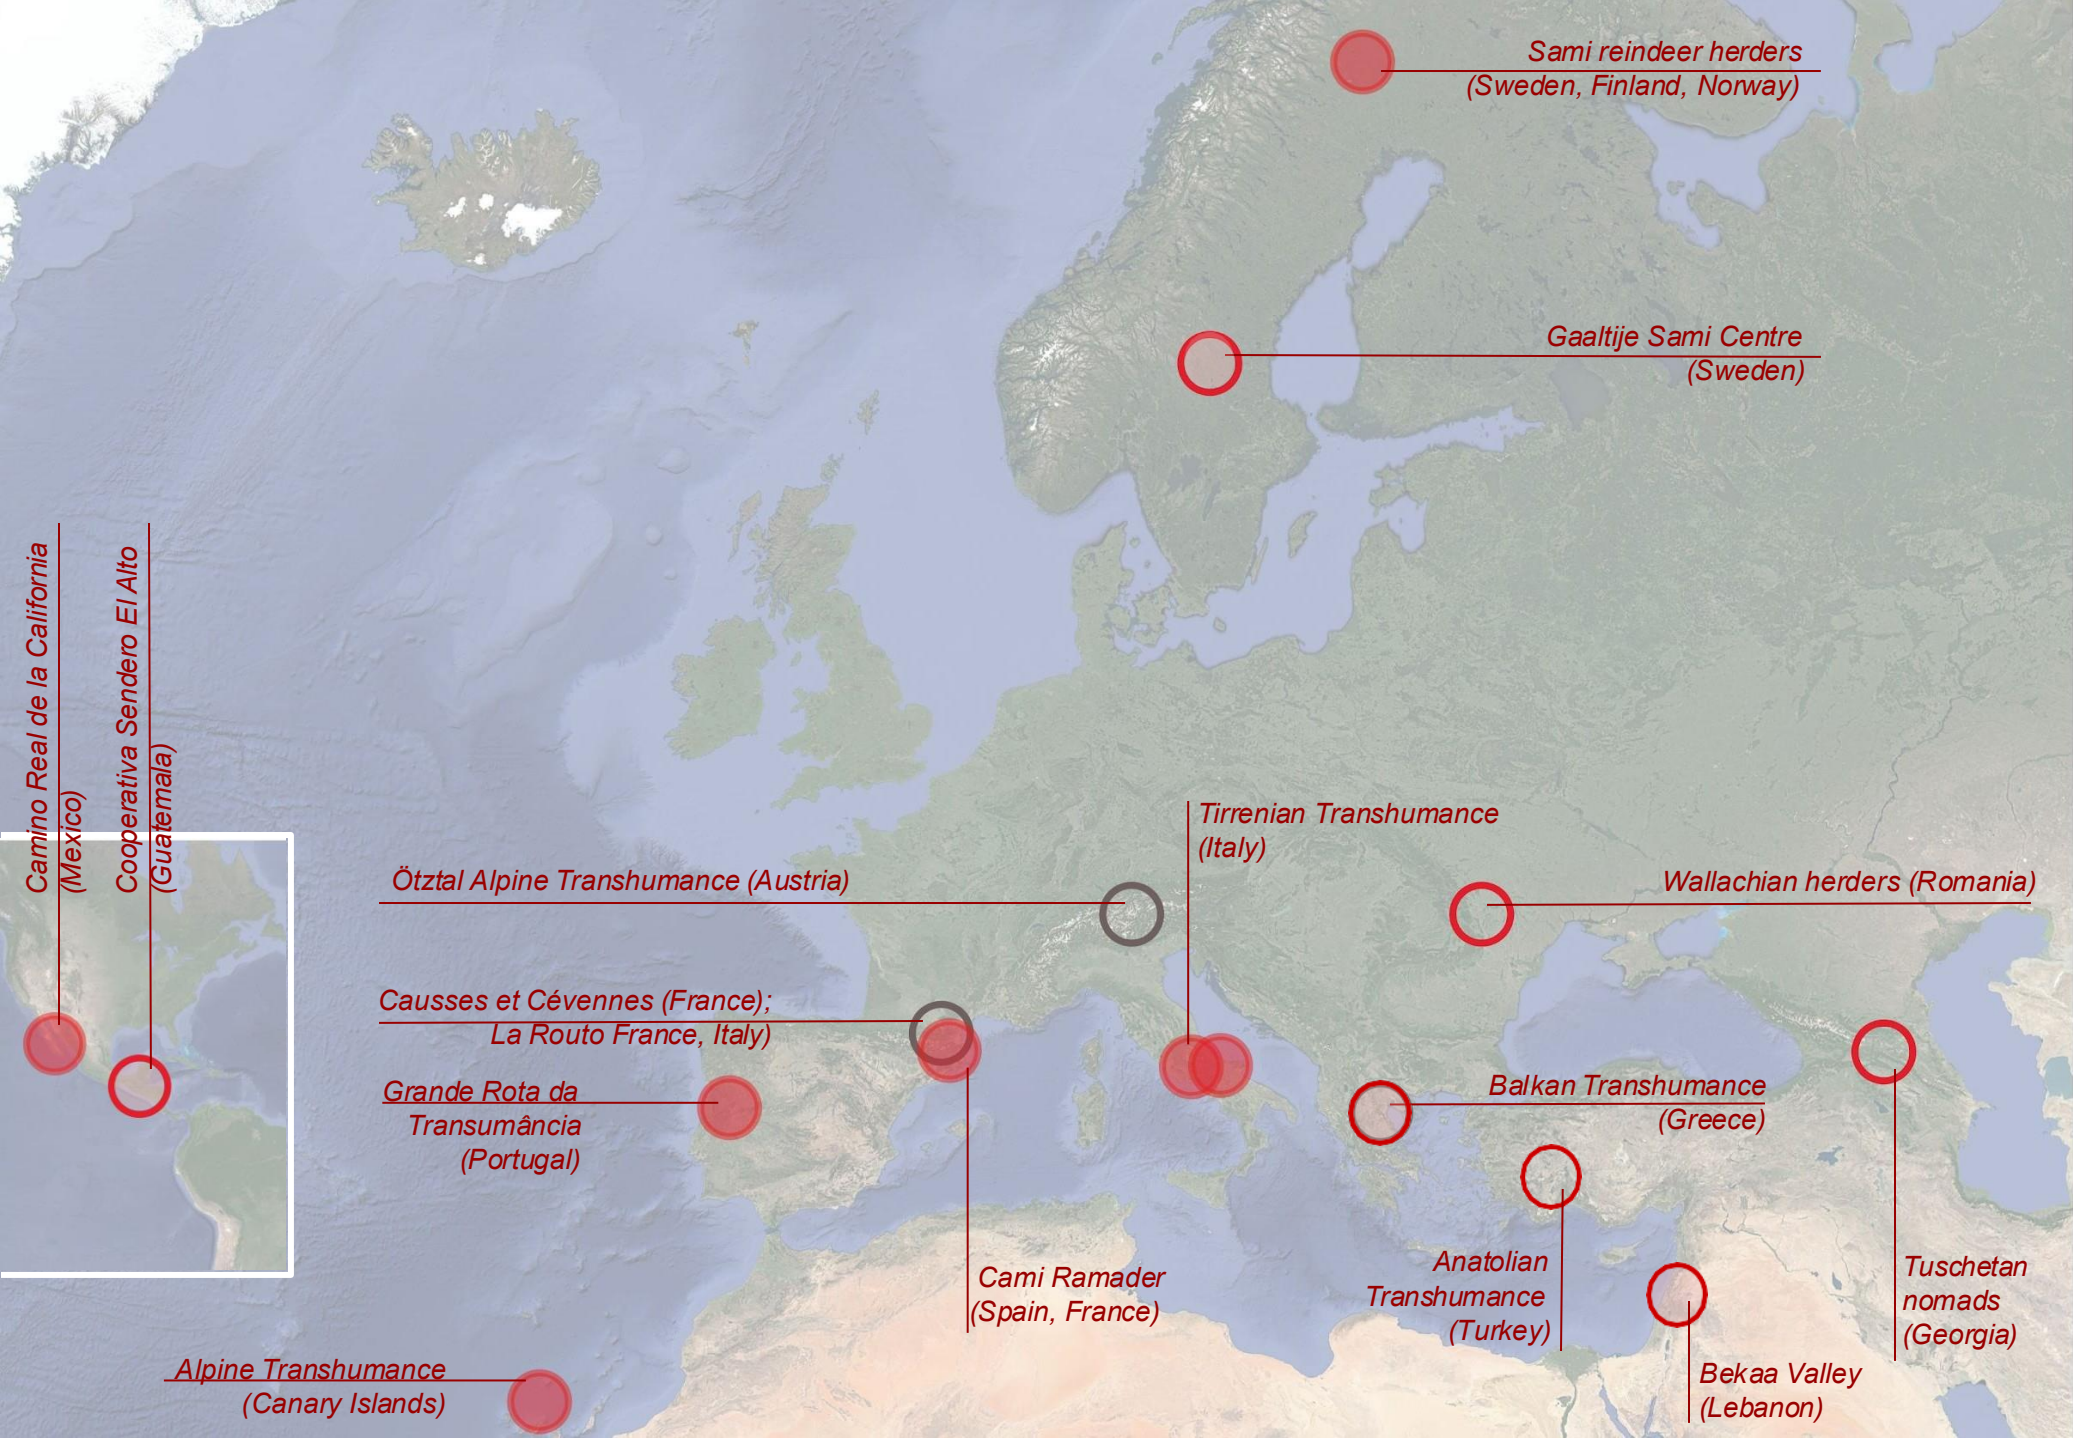 Sami reindeer herders
(Sweden, Finland, Norway)
Gaaltije Sami Centre
(Sweden)
Camino Real de la California
(Mexico)
Cooperativa Sendero El Alto
(Guatemala)
Tirrenian Transhumance
(Italy)
Ötztal Alpine Transhumance (Austria)
Wallachian herders (Romania)
Causses et Cévennes (France);
La Routo France, Italy)
Grande Rota da
Transumância
(Portugal)
Balkan Transhumance
(Greece)
Cami Ramader
(Spain, France)
Anatolian
Transhumance
(Turkey)
Tuschetan
nomads
(Georgia)
Alpine Transhumance
(Canary Islands)
Bekaa Valley
(Lebanon)